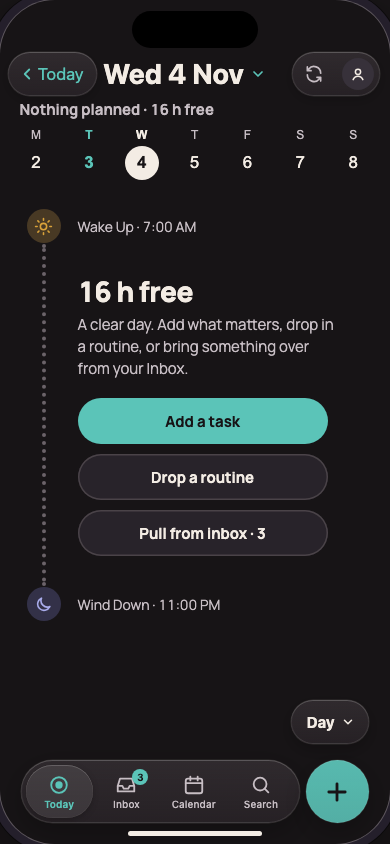 Today
Wed 4 Nov
Nothing planned · 16 h free
M T W T F S S
2 3 4 5 6 7 8
Wake Up · 7:00 AM
16 h free
A clear day. Add what matters, drop in
a routine, or bring something over
from your Inbox.
Add a task
Drop a routine
Pull from inbox · 3
Wind Down · 11:00 PM
Day
3
Today Inbox Calendar Search